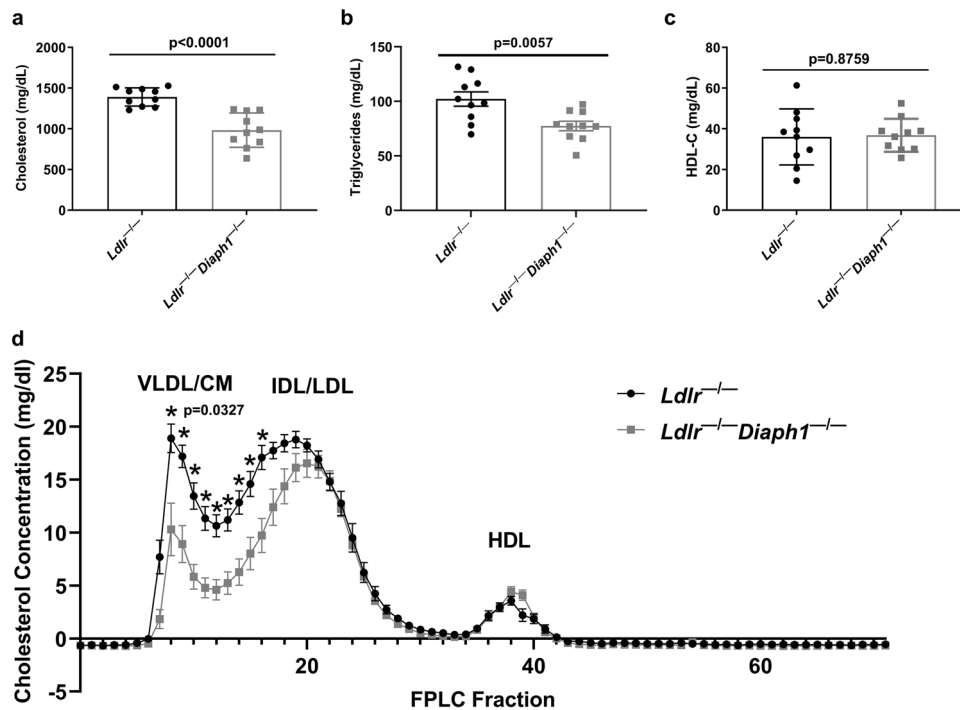 a
p<0.0001
Cholesterol (mg/dL)
2000
1500
1000
500
0
Ldlr—/—
Ldlr—/—Diaph1—/—
b
p=0.0057
Triglycerides (mg/dL)
150
100
50
0
Ldlr—/—
Ldlr—/—Diaph1—/—
c
p=0.8759
HDL-C (mg/dL)
80
60
40
20
0
Ldlr—/—
Ldlr—/—Diaph1—/—
d
Cholesterol Concentration (mg/dl)
25
20
15
10
5
0
-5
VLDL/CM
IDL/LDL
p=0.0327
* * * * * * * * *
HDL
Ldlr—/—
Ldlr—/—Diaph1—/—
20
40
60
FPLC Fraction